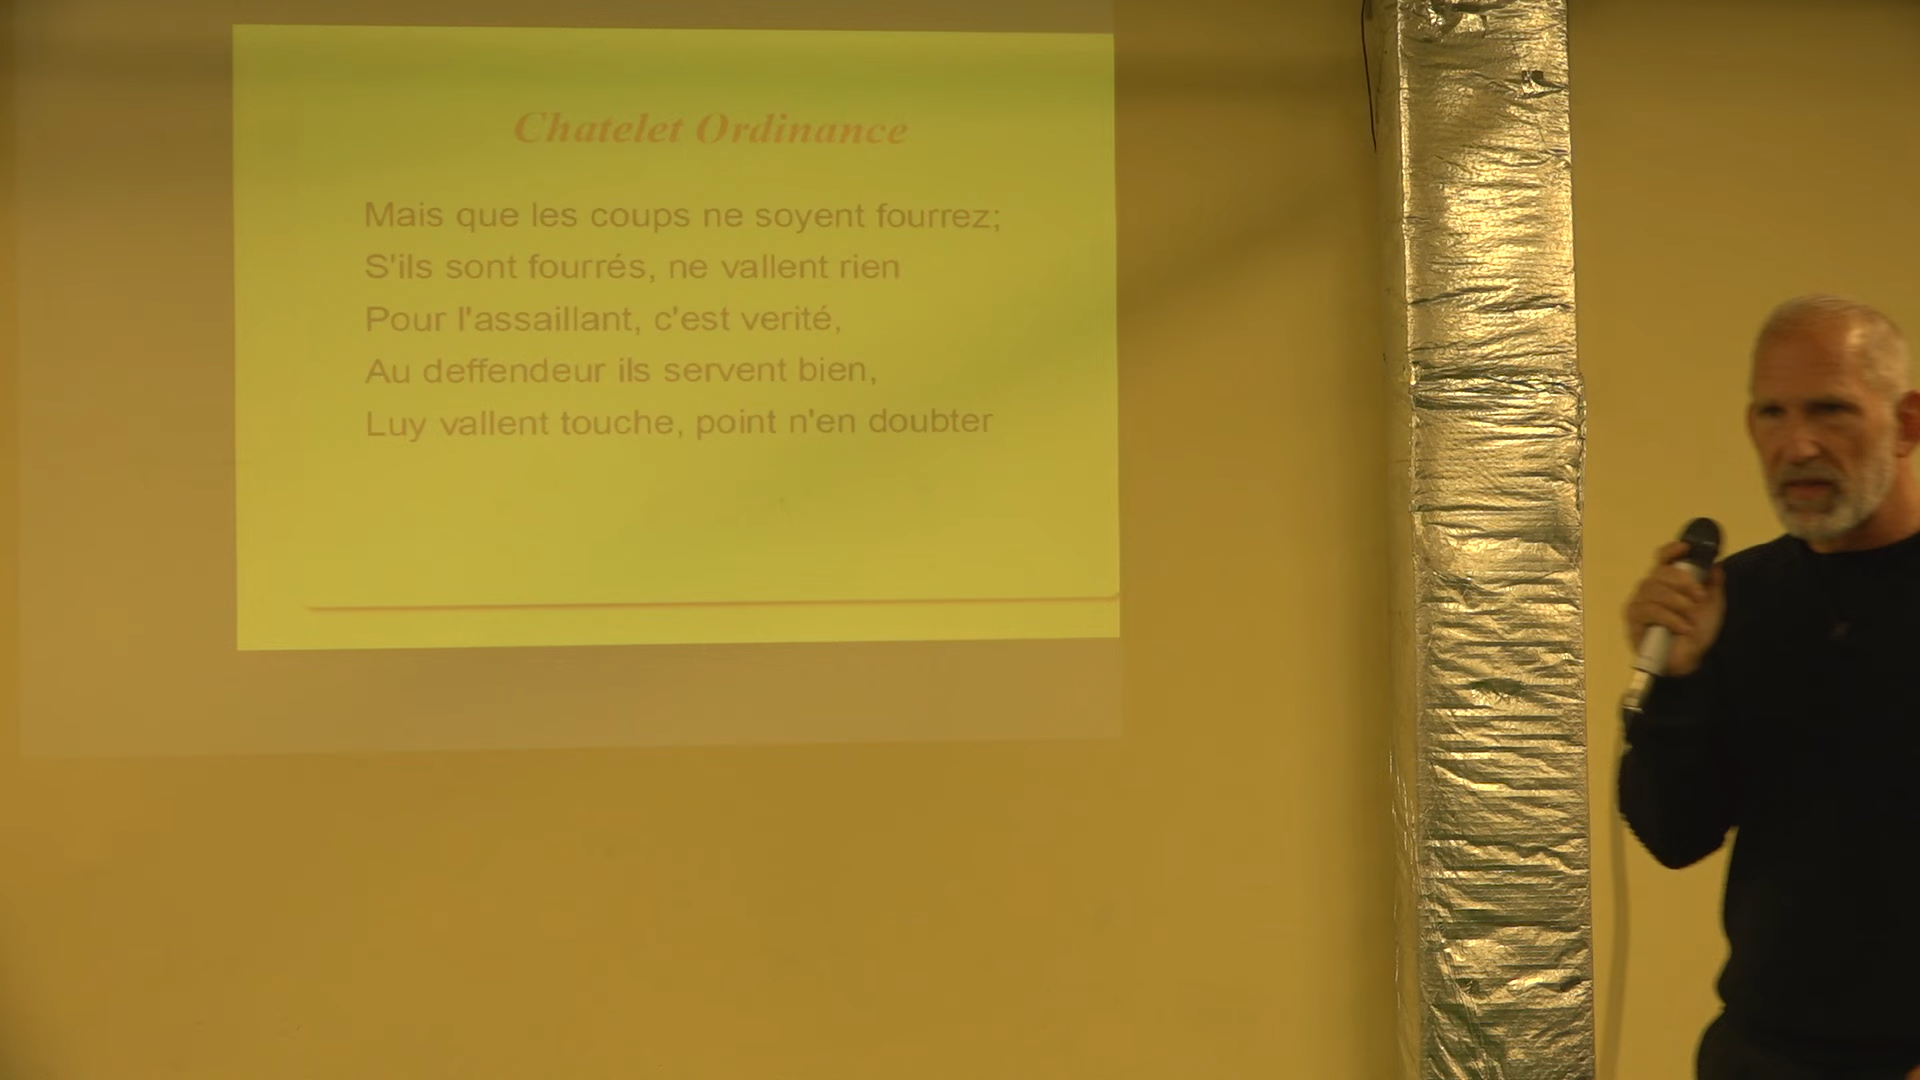 Chatelet Ordinance
Mais que les coups ne soyent fourrez;
S'ils sont fourrés, ne vallent rien
Pour l'assaillant, c'est verité,
Au deffendeur ils servent bien,
Luy vallent touche, point n'en doubter